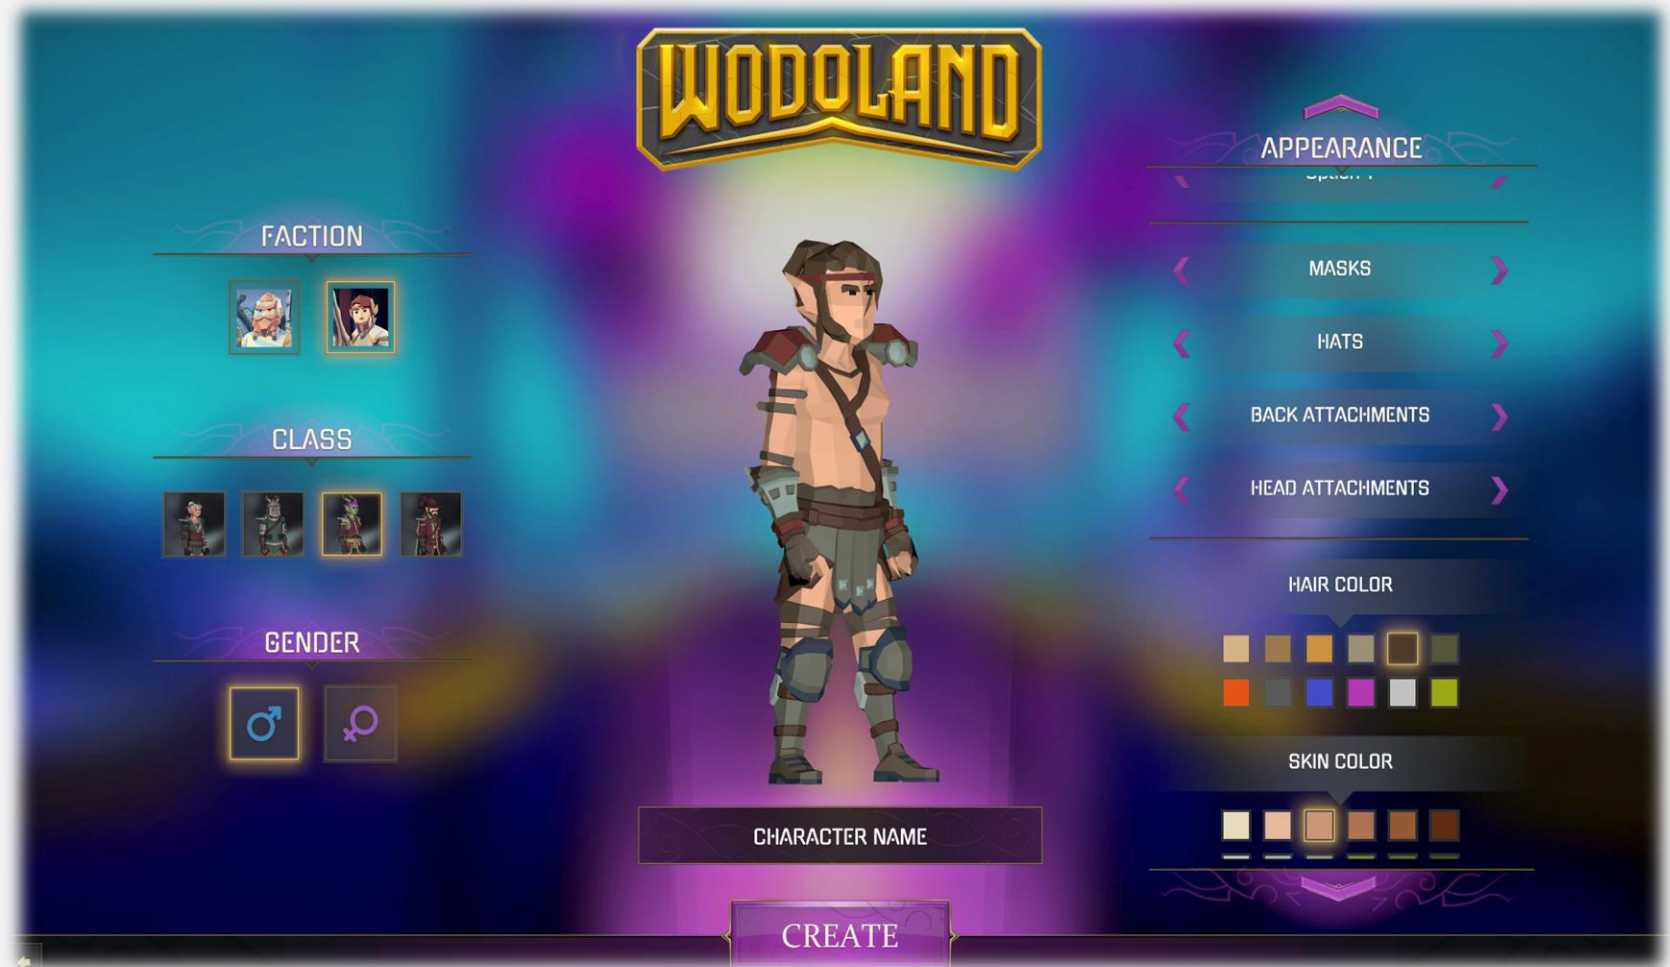 WODOLAND
FACTION
CLASS
GENDER
CHARACTER NAME
CREATE
APPEARANCE
MASKS
HATS
BACK ATTACHMENTS
HEAD ATTACHMENTS
HAIR COLOR
SKIN COLOR